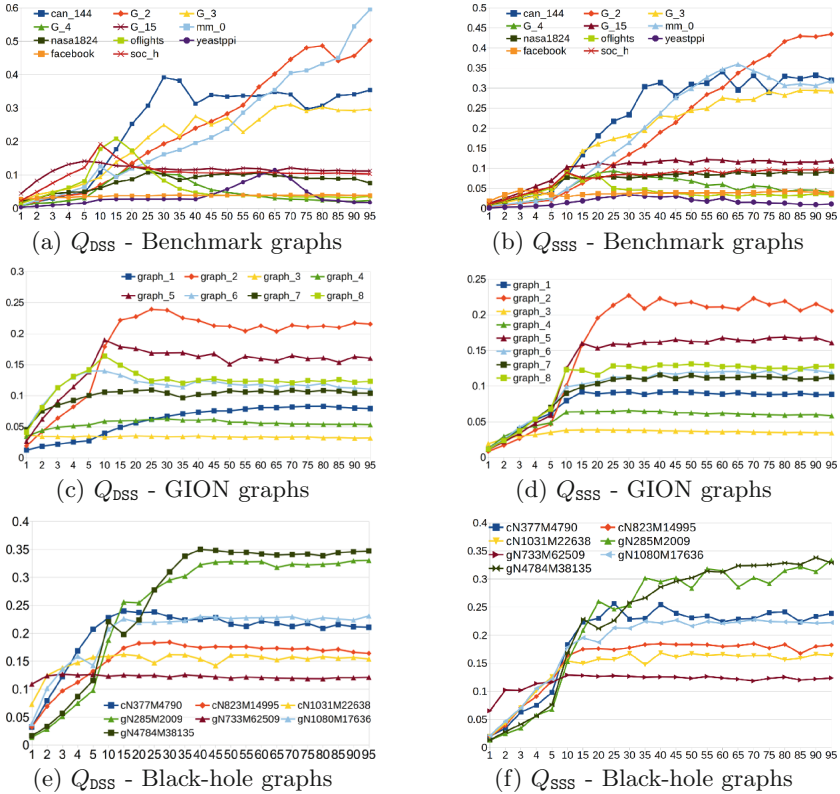 can_144 G_2 G_3
G_4 G_15 mm_0
nasa1824 oflights yeastppi
facebook soc_h
0.6
0.5
0.4
0.3
0.2
0.1
0
1 2 3 4 5 10 15 20 25 30 35 40 45 50 55 60 65 70 75 80 85 90 95
(a) Q_DSS - Benchmark graphs
can_144 G_2 G_3
G_4 G_15 mm_0
nasa1824 oflights yeastppi
facebook soc_h
0.5
0.45
0.4
0.35
0.3
0.25
0.2
0.15
0.1
0.05
0
1 2 3 4 5 10 15 20 25 30 35 40 45 50 55 60 65 70 75 80 85 90 95
(b) Q_SSS - Benchmark graphs
graph_1 graph_2 graph_3 graph_4
graph_5 graph_6 graph_7 graph_8
0.3
0.25
0.2
0.15
0.1
0.05
0
1 2 3 4 5 10 15 20 25 30 35 40 45 50 55 60 65 70 75 80 85 90 95
(c) Q_DSS - GION graphs
graph_1
graph_2
graph_3
graph_4
graph_5
graph_6
graph_7
graph_8
0.25
0.2
0.15
0.1
0.05
0
1 2 3 4 5 10 15 20 25 30 35 40 45 50 55 60 65 70 75 80 85 90 95
(d) Q_SSS - GION graphs
0.4
0.35
0.3
0.25
0.2
0.15
0.1
0.05
0
cN377M4790 cN823M14995 cN1031M22638
gN285M2009 gN733M62509 gN1080M17636
gN4784M38135
1 2 3 4 5 10 15 20 25 30 35 40 45 50 55 60 65 70 75 80 85 90 95
(e) Q_DSS - Black-hole graphs
cN377M4790 cN823M14995
cN1031M22638 gN285M2009
gN733M62509 gN1080M17636
gN4784M38135
0.4
0.35
0.3
0.25
0.2
0.15
0.1
0.05
0
1 2 3 4 5 10 15 20 25 30 35 40 45 50 55 60 65 70 75 80 85 90 95
(f) Q_SSS - Black-hole graphs